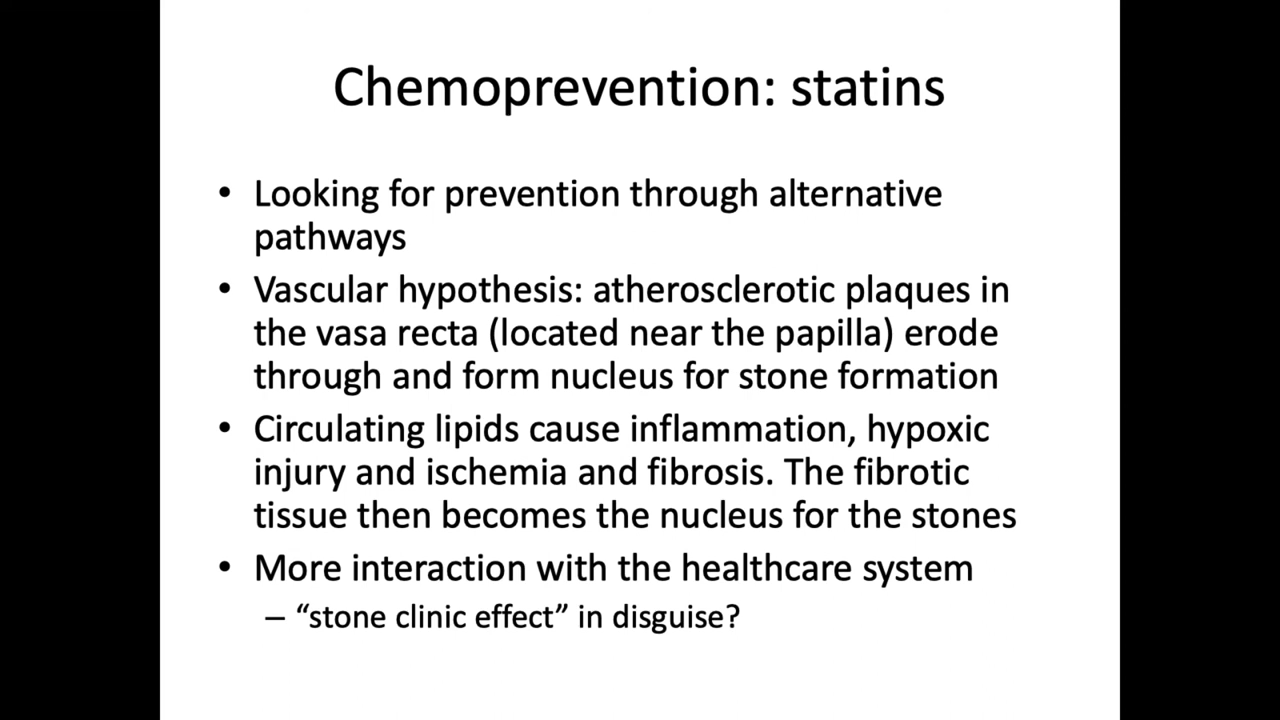 Chemoprevention: statins
• Looking for prevention through alternative
pathways
• Vascular hypothesis: atherosclerotic plaques in
the vasa recta (located near the papilla) erode
through and form nucleus for stone formation
• Circulating lipids cause inflammation, hypoxic
injury and ischemia and fibrosis. The fibrotic
tissue then becomes the nucleus for the stones
• More interaction with the healthcare system
– “stone clinic effect” in disguise?